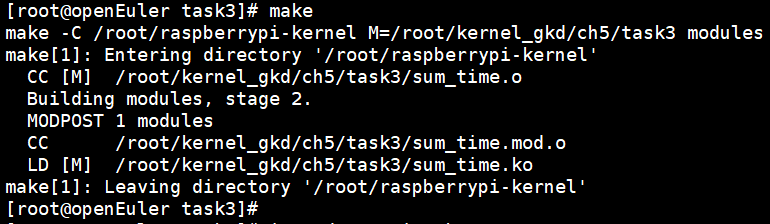 [root@openEuler task3]# make
make -C /root/raspberrypi-kernel M=/root/kernel_gkd/ch5/task3 modules
make[1]: Entering directory '/root/raspberrypi-kernel'
  CC [M]  /root/kernel_gkd/ch5/task3/sum_time.o
  Building modules, stage 2.
  MODPOST 1 modules
  CC      /root/kernel_gkd/ch5/task3/sum_time.mod.o
  LD [M]  /root/kernel_gkd/ch5/task3/sum_time.ko
make[1]: Leaving directory '/root/raspberrypi-kernel'
[root@openEuler task3]#